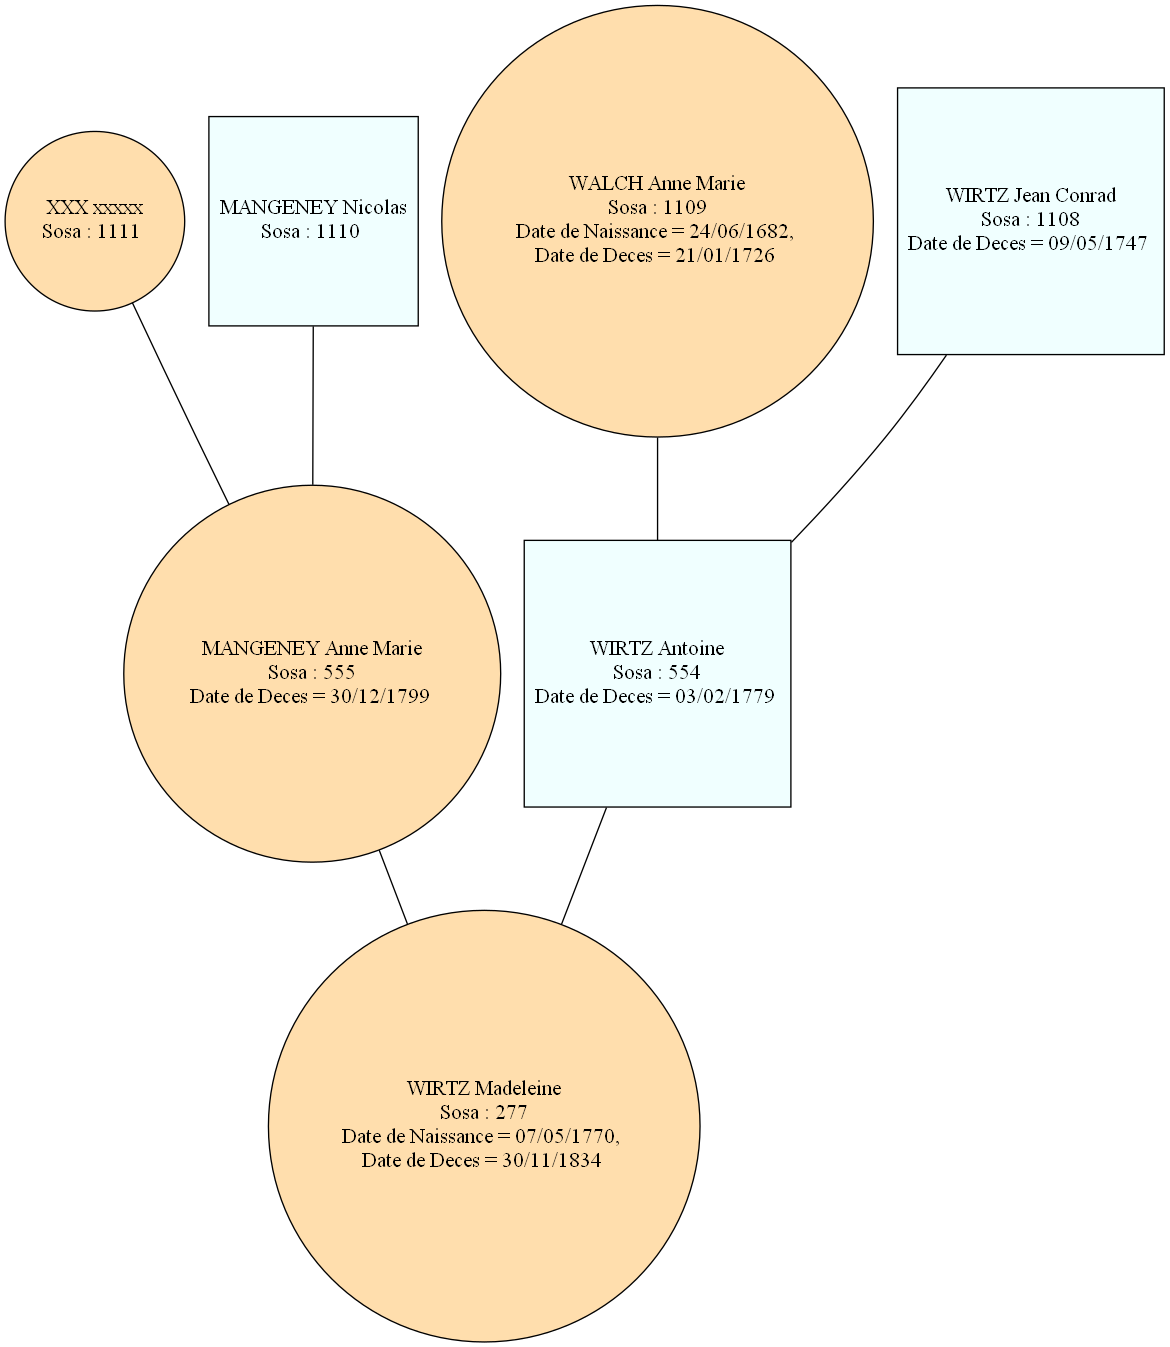 XXX xxxxx
Sosa : 1111
MANGENEY Nicolas
Sosa : 1110
WALCH Anne Marie
Sosa : 1109
Date de Naissance = 24/06/1682,
Date de Deces = 21/01/1726
WIRTZ Jean Conrad
Sosa : 1108
Date de Deces = 09/05/1747
MANGENEY Anne Marie
Sosa : 555
Date de Deces = 30/12/1799
WIRTZ Antoine
Sosa : 554
Date de Deces = 03/02/1779
WIRTZ Madeleine
Sosa : 277
Date de Naissance = 07/05/1770,
Date de Deces = 30/11/1834